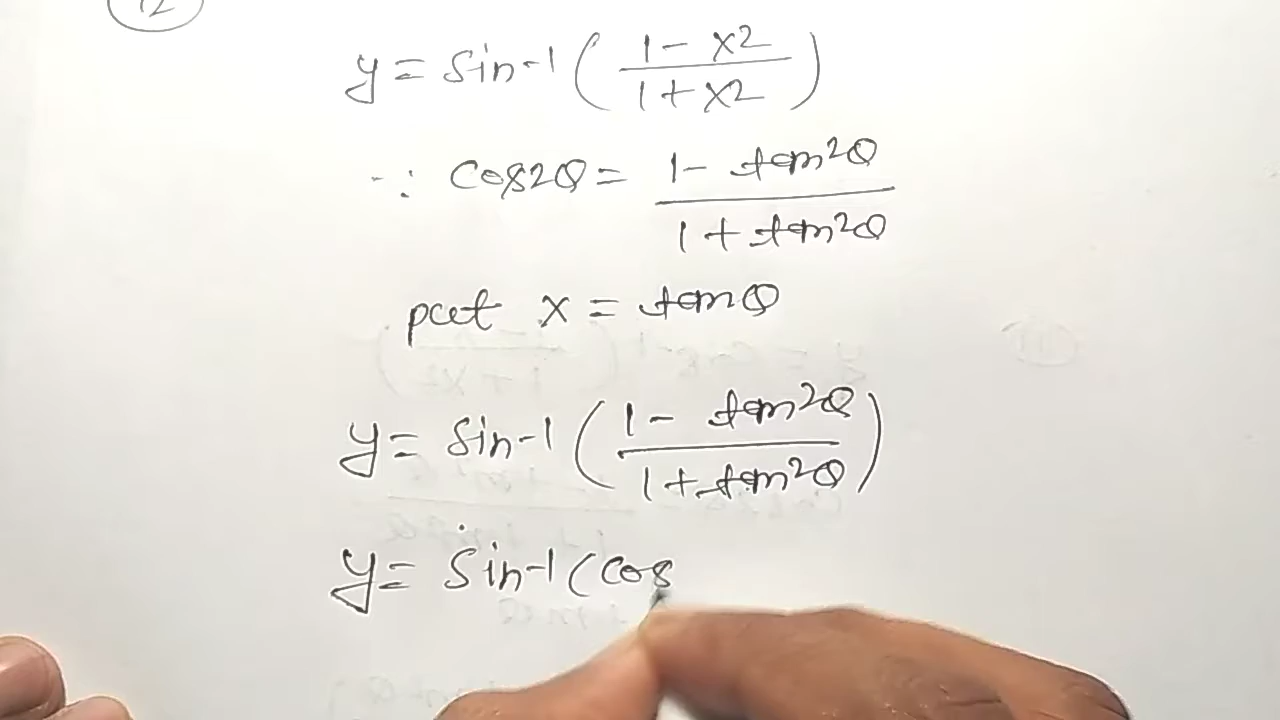 12
y = sin-1 ( 1 - x2 / 1 + x2 )
∵ cos2θ = 1 - tan2θ / 1 + tan2θ
put x = tanθ
y = sin-1 ( 1 - tan2θ / 1 + tan2θ )
y = sin-1 ( cos